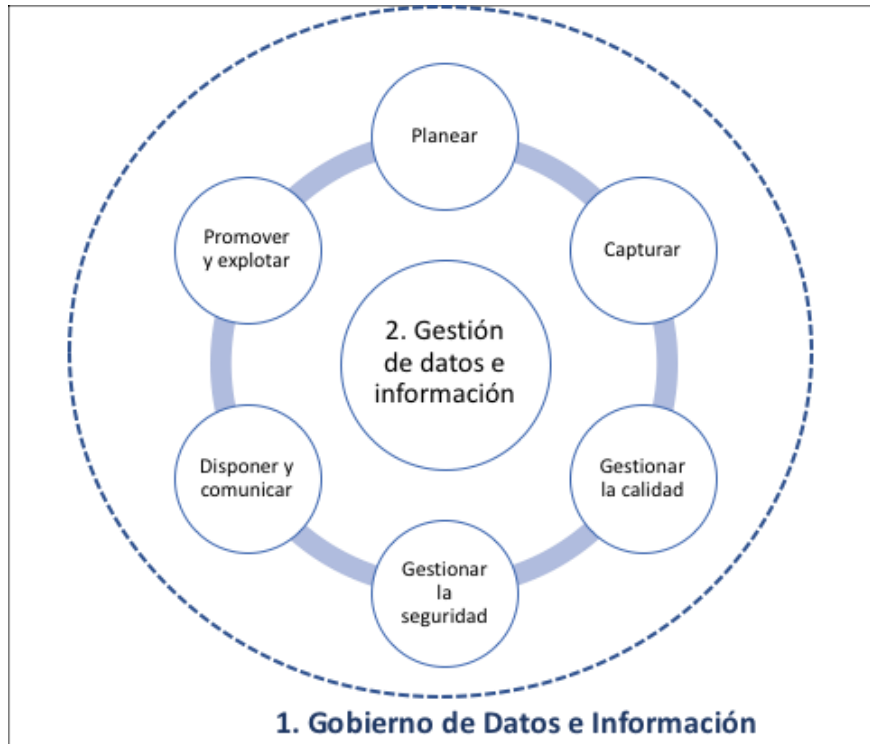 Planear
Promover
y explotar
Capturar
2. Gestión
de datos e
información
Disponer y
comunicar
Gestionar
la calidad
Gestionar
la
seguridad
1. Gobierno de Datos e Información